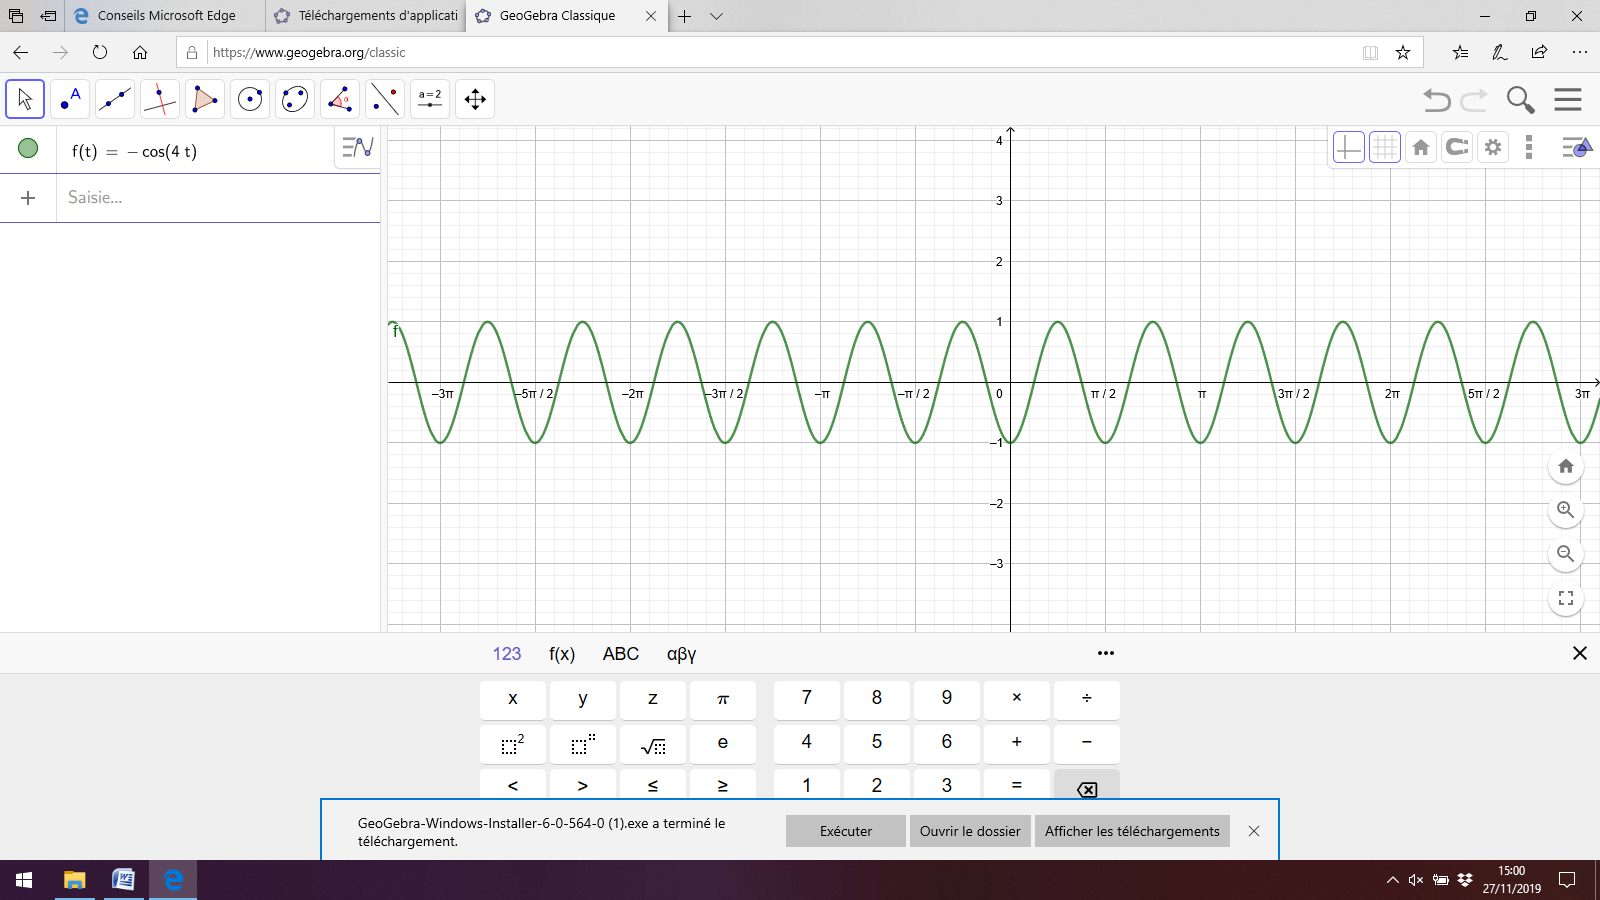 Conseils Microsoft Edge
Téléchargements d'applicati
GeoGebra Classique
https://www.geogebra.org/classic
A
α
a=2
f(t) = − cos(4 t)
Saisie...
f
4
3
2
1
−1
−2
−3
−3π −5π / 2 −2π −3π / 2 −π −π / 2 0 π / 2 π 3π / 2 2π 5π / 2 3π
123 f(x) ABC αβγ
x y z π 7 8 9 × ÷
2 √ e 4 5 6 + −
< > ≤ ≥ 1 2 3 =
GeoGebra-Windows-Installer-6-0-564-0 (1).exe a terminé le
téléchargement.
Exécuter
Ouvrir le dossier
Afficher les téléchargements
15:00
27/11/2019